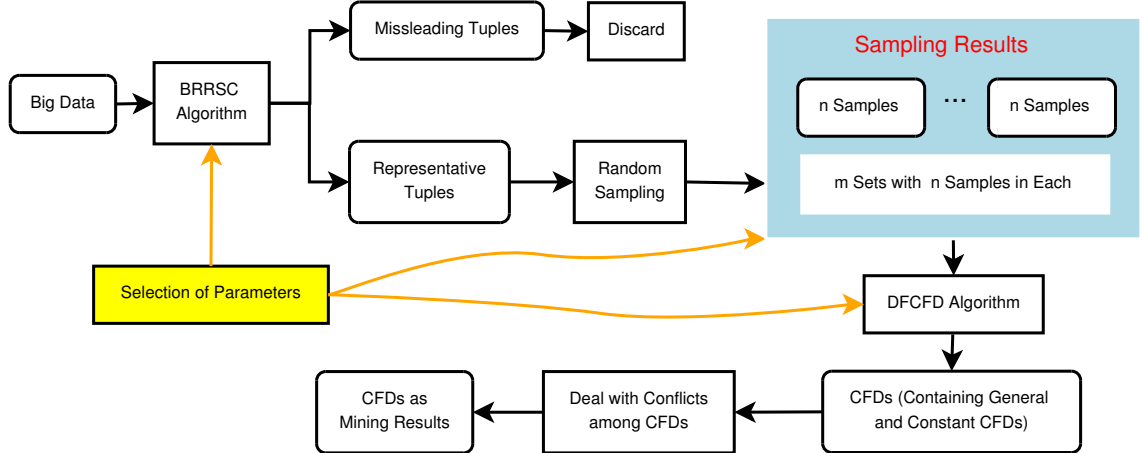 Missleading Tuples
Discard
Sampling Results
Big Data
BRRSC
Algorithm
n Samples
...
n Samples
Representative
Tuples
Random
Sampling
m Sets with n Samples in Each
Selection of Parameters
DFCFD Algorithm
CFDs as
Mining Results
Deal with Conflicts
among CFDs
CFDs (Containing General
and Constant CFDs)